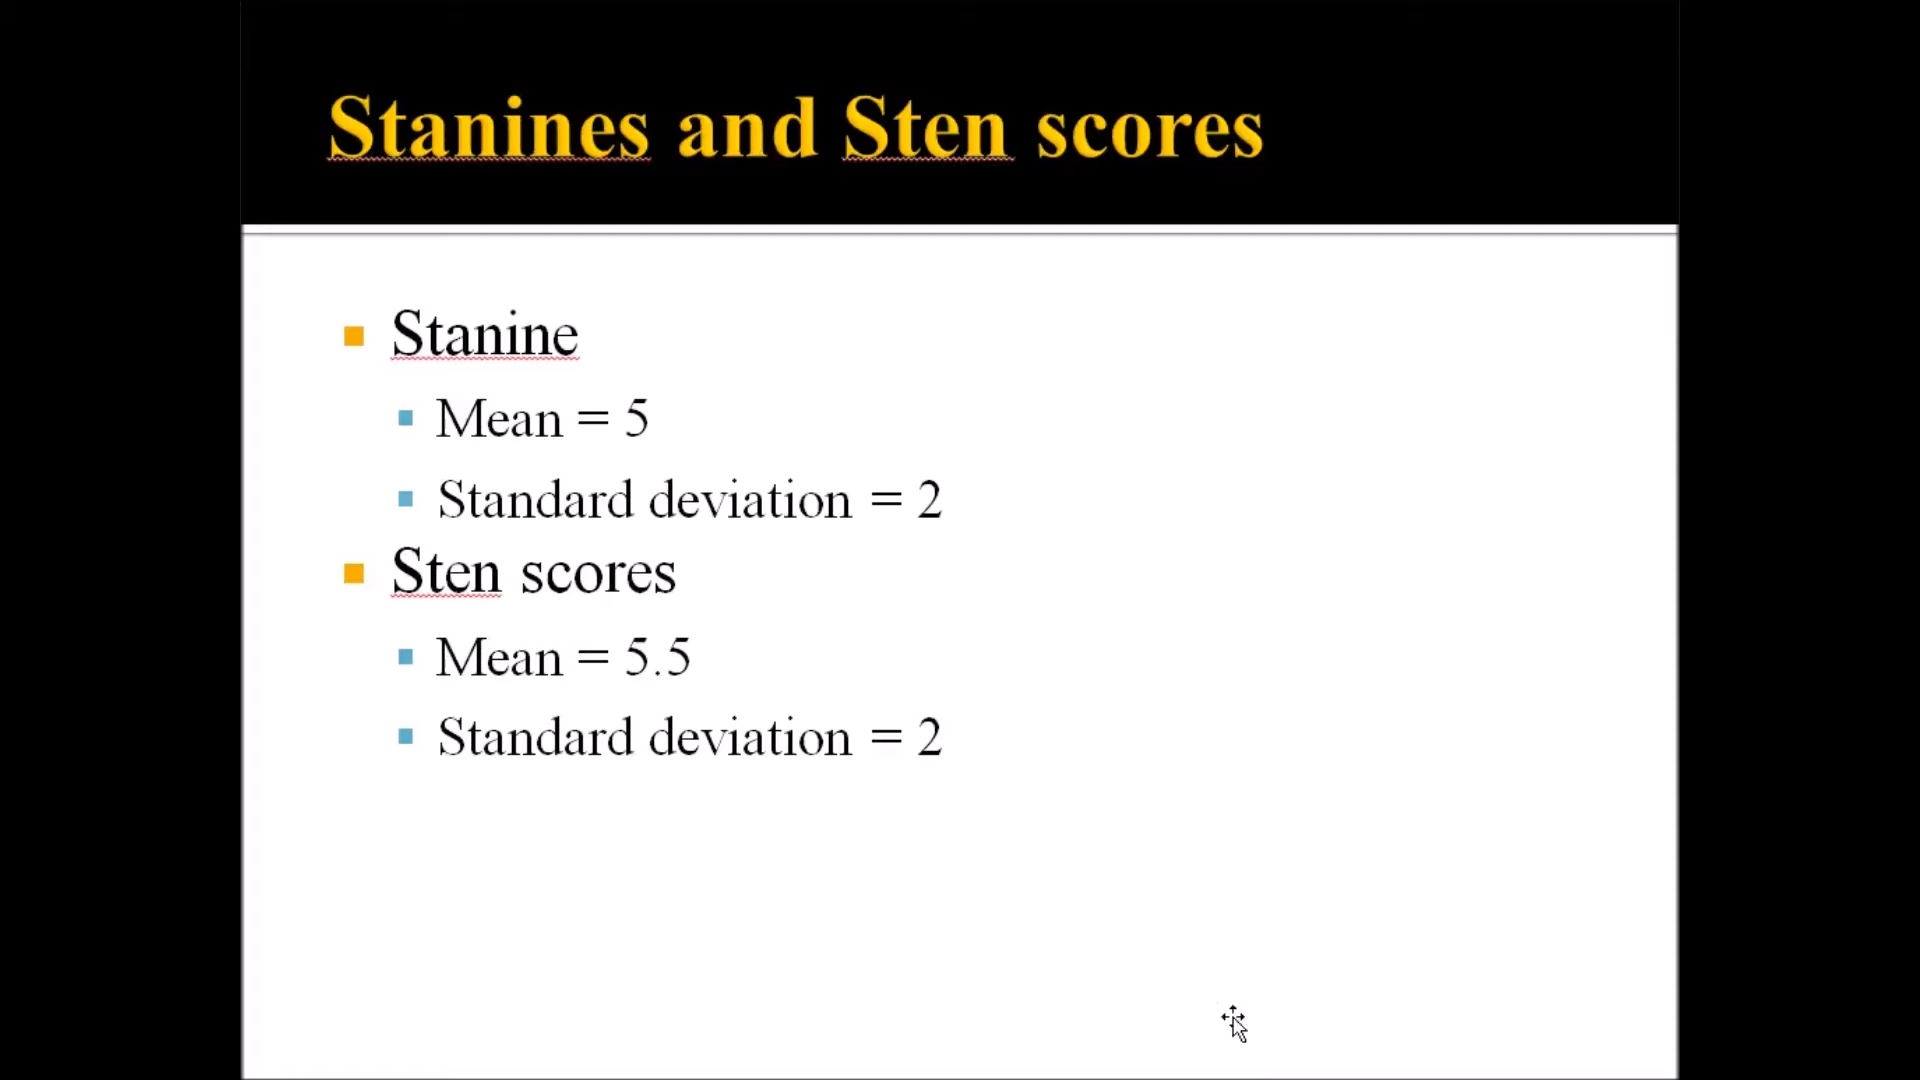 Stanines and Sten scores
Stanine
Mean = 5
Standard deviation = 2
Sten scores
Mean = 5.5
Standard deviation = 2